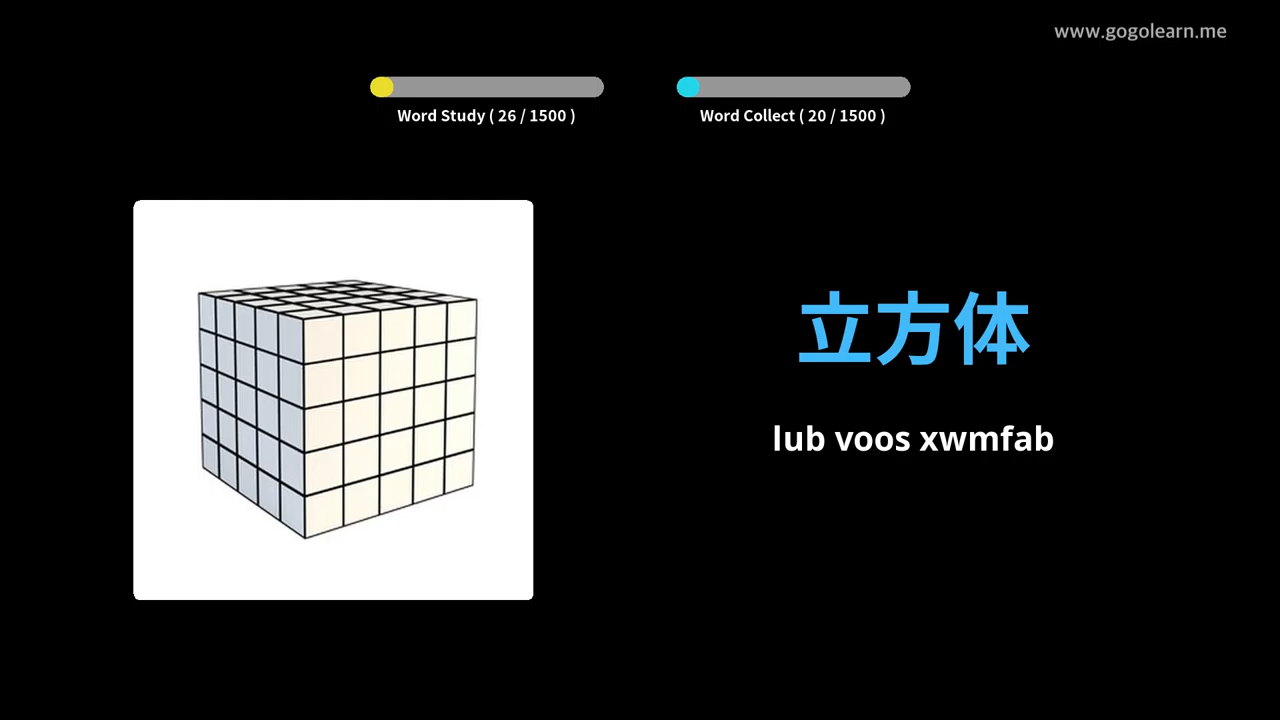 www.gogolearn.me
Word Study ( 26 / 1500 )
Word Collect ( 20 / 1500 )
立方体
lub voos xwmfab